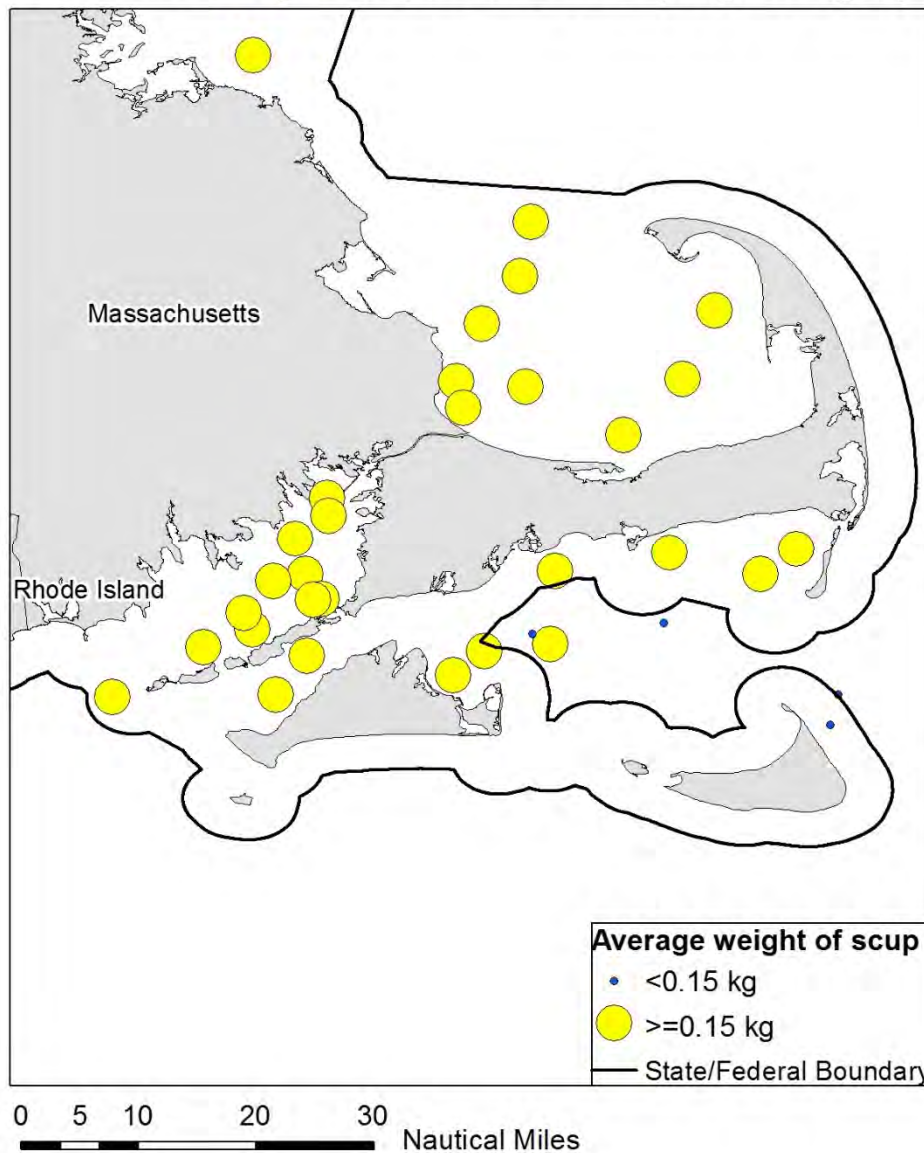 Massachusetts
Rhode Island
Average weight of scup
<0.15 kg
>=0.15 kg
State/Federal Boundary
0 5 10 20 30
Nautical Miles